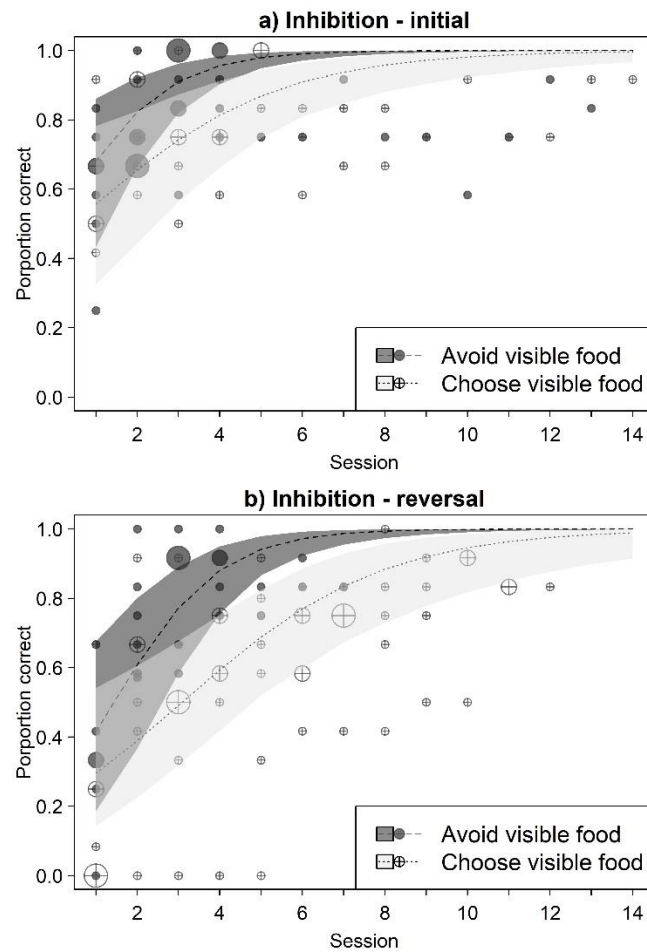 a) Inhibition - initial
1.0
0.8
0.6
0.4
0.2
0.0
Porportion correct
Avoid visible food
Choose visible food
2 4 6 8 10 12 14
Session
b) Inhibition - reversal
1.0
0.8
0.6
0.4
0.2
0.0
Porportion correct
Avoid visible food
Choose visible food
2 4 6 8 10 12 14
Session